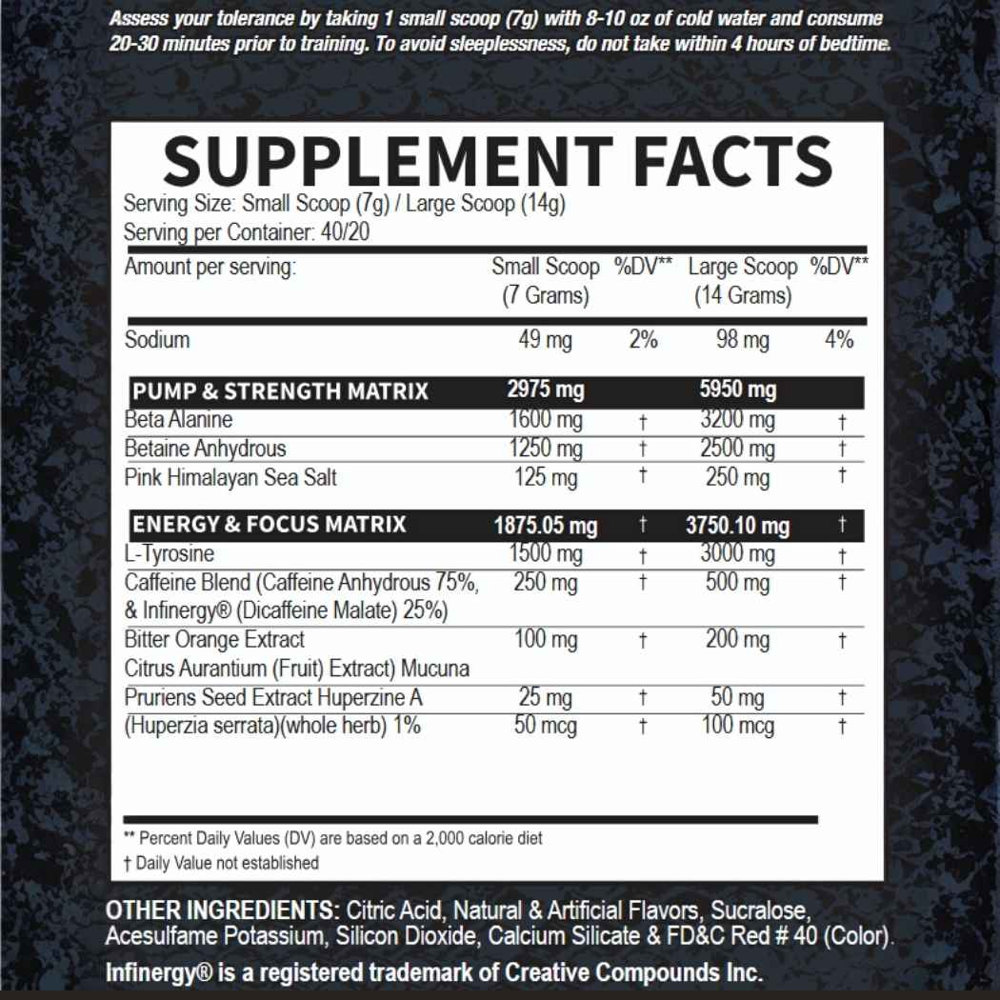 Assess your tolerance by taking 1 small scoop (7g) with 8-10 oz of cold water and consume
20-30 minutes prior to training. To avoid sleeplessness, do not take within 4 hours of bedtime.
SUPPLEMENT FACTS
Serving Size: Small Scoop (7g) / Large Scoop (14g)
Serving per Container: 40/20
Amount per serving: Small Scoop %DV** Large Scoop %DV**
(7 Grams) (14 Grams)
Sodium 49 mg 2% 98 mg 4%
PUMP & STRENGTH MATRIX 2975 mg 5950 mg
Beta Alanine 1600 mg † 3200 mg †
Betaine Anhydrous 1250 mg † 2500 mg †
Pink Himalayan Sea Salt 125 mg † 250 mg †
ENERGY & FOCUS MATRIX 1875.05 mg † 3750.10 mg †
L-Tyrosine 1500 mg † 3000 mg †
Caffeine Blend (Caffeine Anhydrous 75%, 250 mg † 500 mg †
& Infinergy® (Dicaffeine Malate) 25%)
Bitter Orange Extract 100 mg † 200 mg †
Citrus Aurantium (Fruit) Extract) Mucuna
Pruriens Seed Extract Huperzine A 25 mg † 50 mg †
(Huperzia serrata)(whole herb) 1% 50 mcg † 100 mcg †
** Percent Daily Values (DV) are based on a 2,000 calorie diet
† Daily Value not established
OTHER INGREDIENTS: Citric Acid, Natural & Artificial Flavors, Sucralose,
Acesulfame Potassium, Silicon Dioxide, Calcium Silicate & FD&C Red # 40 (Color).
Infinergy® is a registered trademark of Creative Compounds Inc.